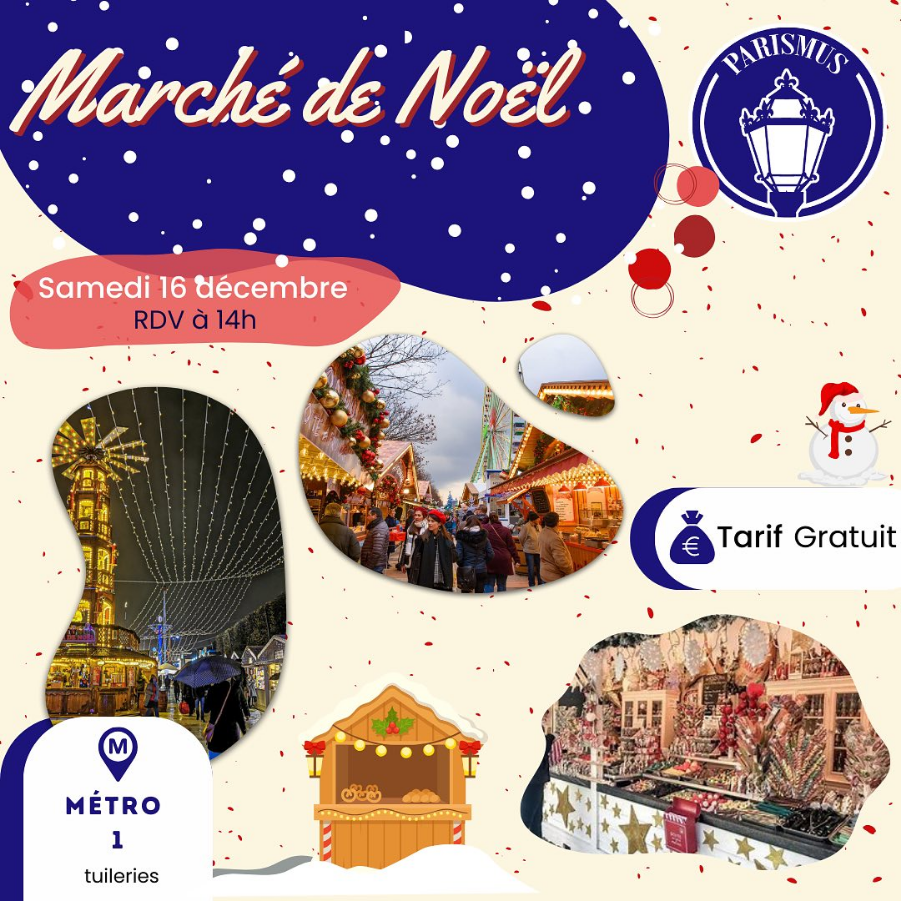 Marché de Noël
PARISMUS
Samedi 16 décembre
RDV à 14h
€
Tarif Gratuit
M
MÉTRO
1
tuileries